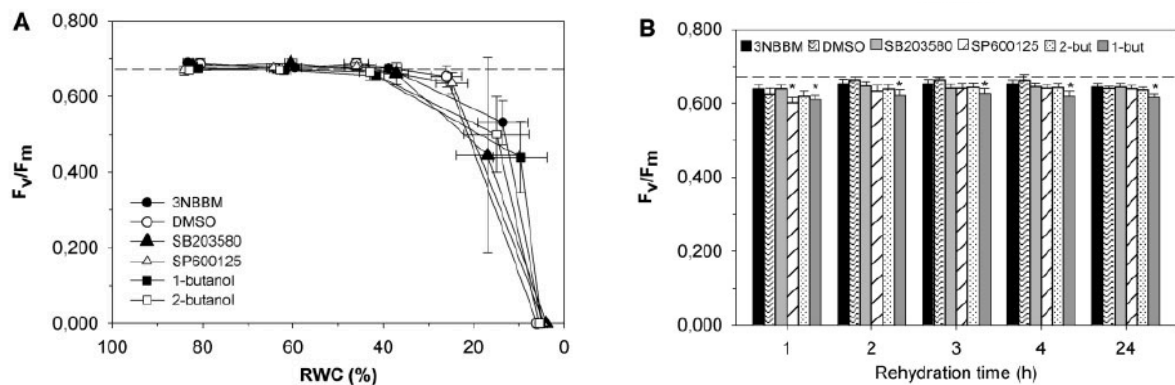 A
0,800
0,600
0,400
0,200
0,000
Fv/Fm
3NBBM
DMSO
SB203580
SP600125
1-butanol
2-butanol
100 80 60 40 20 0
RWC (%)
B
0,800
0,600
0,400
0,200
0,000
Fv/Fm
3NBBM DMSO SB203580 SP600125 2-but 1-but
* * * * * *
1 2 3 4 24
Rehydration time (h)